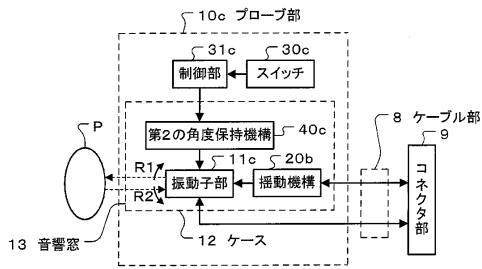 10c プローブ部
31c
30c
制御部
スイッチ
8 ケーブル部
9
P
第2の角度保持機構
40c
11c
20b
R1
振動子部
揺動機構
コネクタ部
R2
13 音響窓
12 ケース